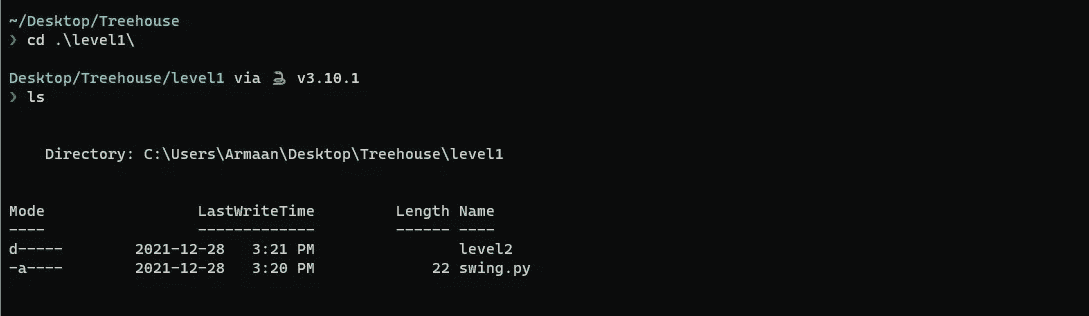 ~/Desktop/Treehouse
❯ cd .\level1\
Desktop/Treehouse/level1 via 🐍 v3.10.1
❯ ls
Directory: C:\Users\Armaan\Desktop\Treehouse\level1
Mode LastWriteTime Length Name
---- ------------- ------ ----
d----- 2021-12-28 3:21 PM level2
-a---- 2021-12-28 3:20 PM 22 swing.py